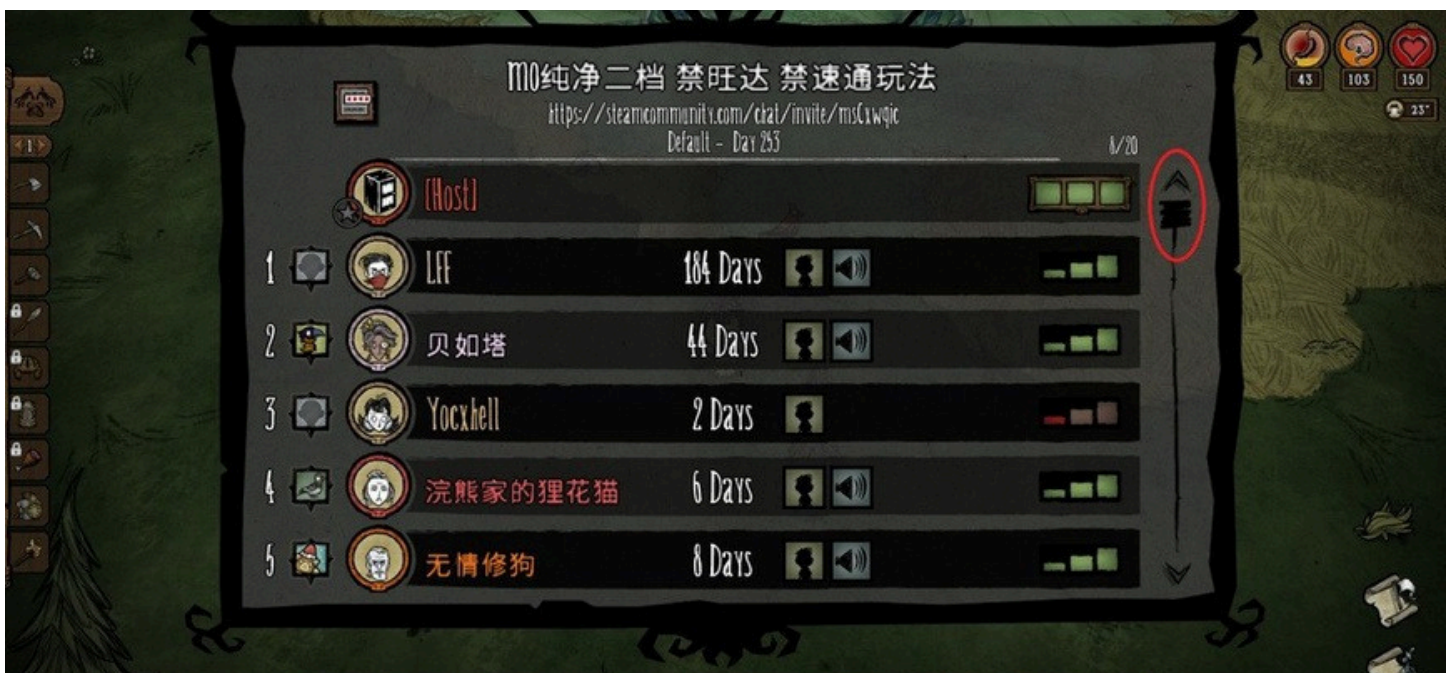 43 103 150
23°
M0纯净二档 禁旺达 禁速通玩法
https://steamcommunity.com/chat/invite/msCxwqic
Default - Day 253
8/20
1
[Host]
1 LFF 184 Days
2 贝如塔 44 Days
3 Yocxhell 2 Days
4 浣熊家的狸花猫 6 Days
5 无情修狗 8 Days